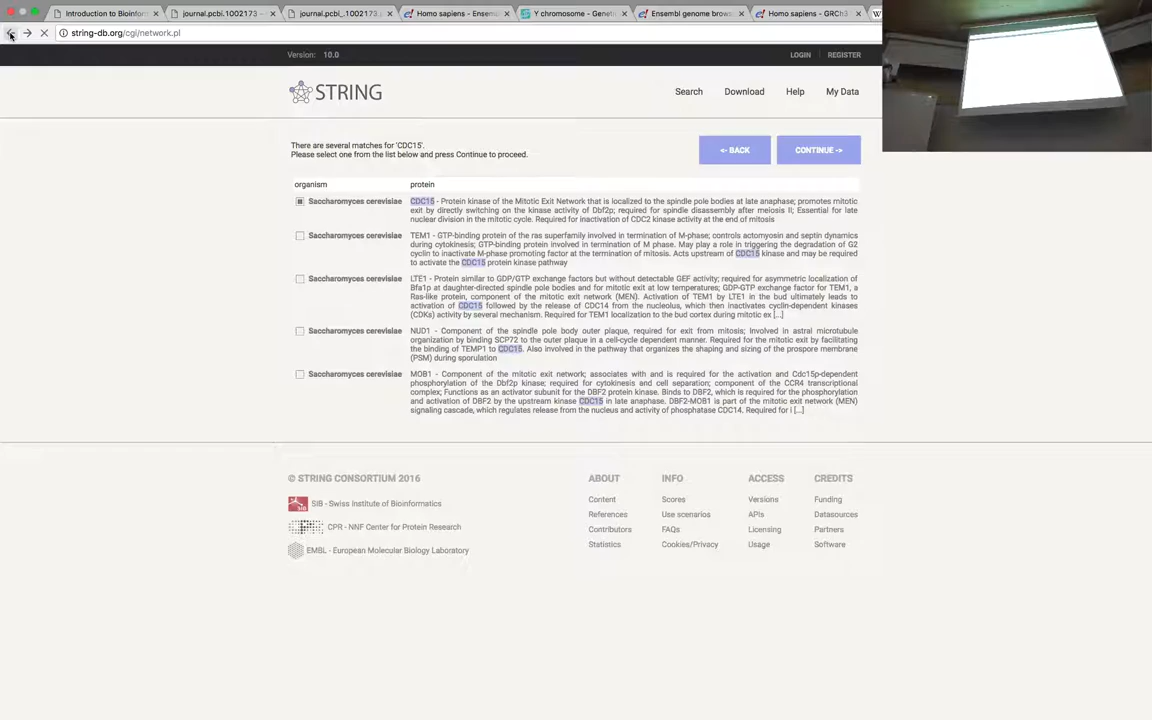 Introduction to Bioinforn
journal.pcbi.1002173 –
journal.pcbi_.1002173.p
Homo sapiens - Ensem
Y chromosome - Genetic
Ensembl genome brows
Homo sapiens - GRCh3
string-db.org/cgi/network.pl
Version: 10.0
LOGIN | REGISTER
STRING
Search Download Help My Data
There are several matches for 'CDC15'.
Please select one from the list below and press Continue to proceed.
<- BACK
CONTINUE ->
organism protein
Saccharomyces cerevisiae CDC15 - Protein kinase of the Mitotic Exit Network that is localized to the spindle pole bodies at late anaphase; promotes mitotic
exit by directly switching on the kinase activity of Dbf2p; required for spindle disassembly after meiosis II; Essential for late
nuclear division in the mitotic cycle. Required for inactivation of CDC2 kinase activity at the end of mitosis
Saccharomyces cerevisiae TEM1 - GTP-binding protein of the ras superfamily involved in termination of M-phase; controls actomyosin and septin dynamics
during cytokinesis; GTP-binding protein involved in termination of M phase. May play a role in triggering the degradation of G2
cyclin to inactivate M-phase promoting factor at the termination of mitosis. Acts upstream of CDC15 kinase and may be required
to activate the CDC15 protein kinase pathway
Saccharomyces cerevisiae LTE1 - Protein similar to GDP/GTP exchange factors but without detectable GEF activity; required for asymmetric localization of
Bfa1p at daughter-directed spindle pole bodies and for mitotic exit at low temperatures; GDP-GTP exchange factor for TEM1, a
Ras-like protein, component of the mitotic exit network (MEN). Activation of TEM1 by LTE1 in the bud ultimately leads to
activation of CDC15 followed by the release of CDC14 from the nucleolus, which then inactivates cyclin-dependent kinases
(CDKs) activity by several mechanism. Required for TEM1 localization to the bud cortex during mitotic ex [...]
Saccharomyces cerevisiae NUD1 - Component of the spindle pole body outer plaque, required for exit from mitosis; Involved in astral microtubule
organization by binding SCP72 to the outer plaque in a cell-cycle dependent manner. Required for the mitotic exit by facilitating
the binding of TEMP1 to CDC15. Also involved in the pathway that organizes the shaping and sizing of the prospore membrane
(PSM) during sporulation
Saccharomyces cerevisiae MOB1 - Component of the mitotic exit network; associates with and is required for the activation and Cdc15p-dependent
phosphorylation of the Dbf2p kinase; required for cytokinesis and cell separation; component of the CCR4 transcriptional
complex; Functions as an activator subunit for the DBF2 protein kinase. Binds to DBF2, which is required for the phosphorylation
and activation of DBF2 by the upstream kinase CDC15 in late anaphase. DBF2-MOB1 is part of the mitotic exit network (MEN)
signaling cascade, which regulates release from the nucleus and activity of phosphatase CDC14. Required for i [...]
© STRING CONSORTIUM 2016
SIB - Swiss Institute of Bioinformatics
CPR - NNF Center for Protein Research
EMBL - European Molecular Biology Laboratory
ABOUT INFO ACCESS CREDITS
Content Scores Versions Funding
References Use scenarios APIs Datasources
Contributors FAQs Licensing Partners
Statistics Cookies/Privacy Usage Software